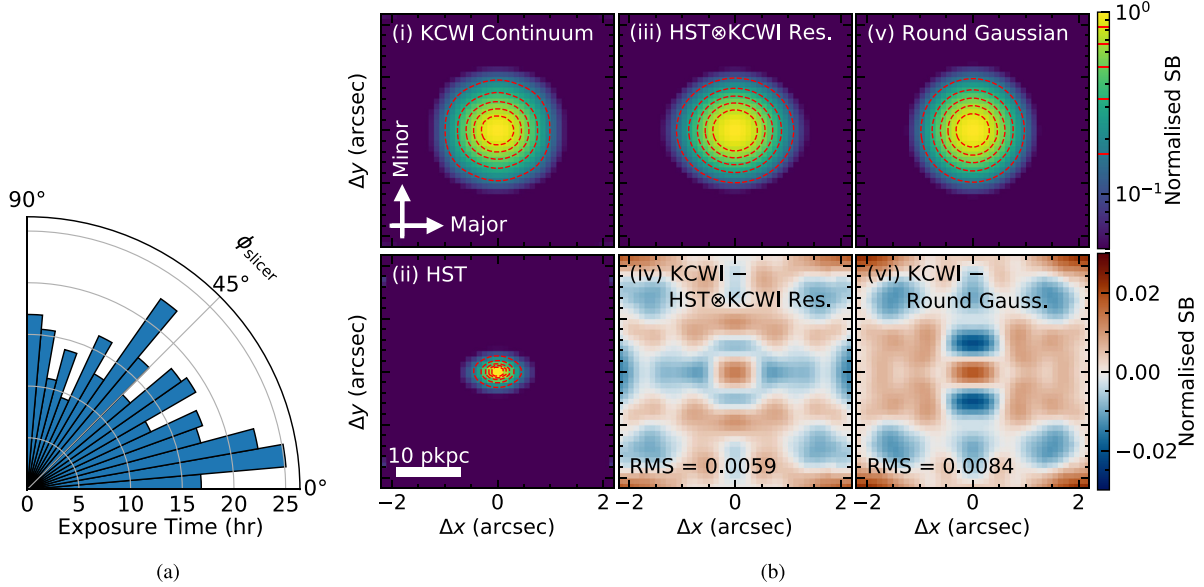 90°
ϕslicer
45°
0°
0 5 10 15 20 25
Exposure Time (hr)
(a)
(i) KCWI Continuum
(iii) HST⊗KCWI Res.
(v) Round Gaussian
Δy (arcsec)
Minor
Major
10⁰
10⁻¹
Normalised SB
(ii) HST
(iv) KCWI −
HST⊗KCWI Res.
(vi) KCWI −
Round Gauss.
Δy (arcsec)
10 pkpc
RMS = 0.0059
RMS = 0.0084
0.02
0.00
−0.02
Normalised SB
−2 0 2
−2 0 2
−2 0 2
Δx (arcsec)
Δx (arcsec)
Δx (arcsec)
(b)